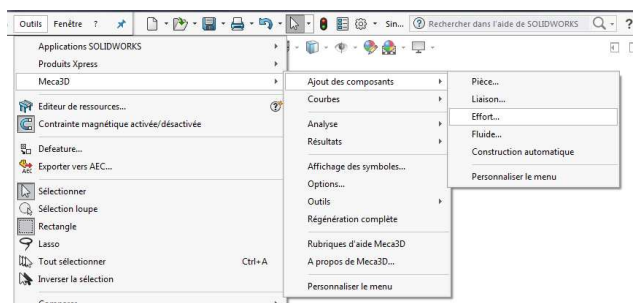 Outils Fenêtre ? Sin... Rechercher dans l'aide de SOLIDWORKS ?
Applications SOLIDWORKS
Produits Xpress
Meca3D
Editeur de ressources...
Contrainte magnétique activée/désactivée
Defeature...
Exporter vers AEC...
Sélectionner
Sélection loupe
Rectangle
Lasso
Tout sélectionner Ctrl+A
Inverser la sélection
Comparer
Ajout des composants
Courbes
Analyse
Résultats
Affichage des symboles...
Options...
Outils
Régénération complète
Rubriques d'aide Meca3D
A propos de Meca3D...
Personnaliser le menu
Pièce...
Liaison...
Effort...
Fluide...
Construction automatique
Personnaliser le menu